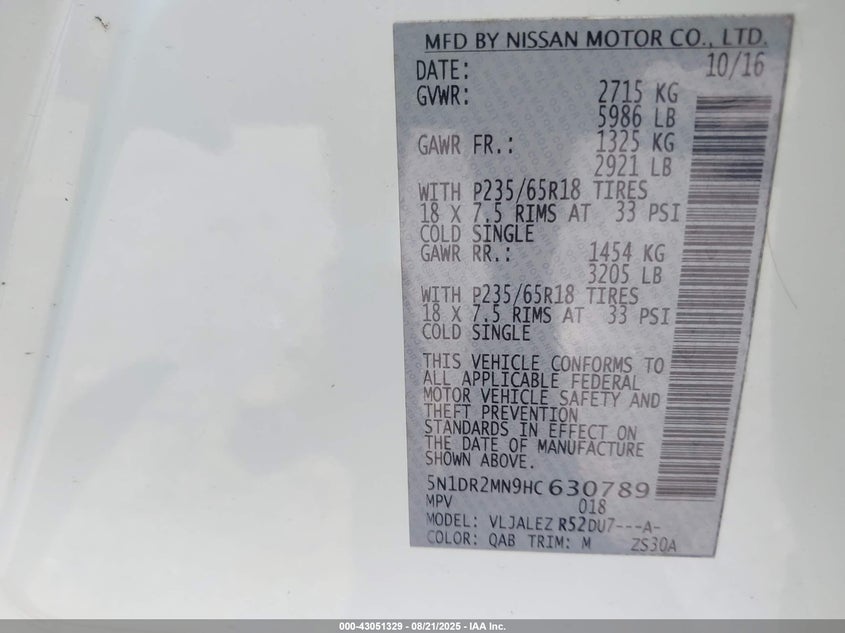 MFD BY NISSAN MOTOR CO., LTD.
DATE: 10/16
GVWR: 2715 KG
5986 LB
GAWR FR.: 1325 KG
2921 LB
WITH P235/65R18 TIRES
18 X 7.5 RIMS AT 33 PSI
COLD SINGLE
GAWR RR.: 1454 KG
3205 LB
WITH P235/65R18 TIRES
18 X 7.5 RIMS AT 33 PSI
COLD SINGLE
THIS VEHICLE CONFORMS TO
ALL APPLICABLE FEDERAL
MOTOR VEHICLE SAFETY AND
THEFT PREVENTION
STANDARDS IN EFFECT ON
THE DATE OF MANUFACTURE
SHOWN ABOVE.
5N1DR2MN9HC630789
MPV 018
MODEL: VLJALEZ R52DU7---A-
COLOR: QAB TRIM: M ZS30A
000-43051329 - 08/21/2025 - IAA Inc.